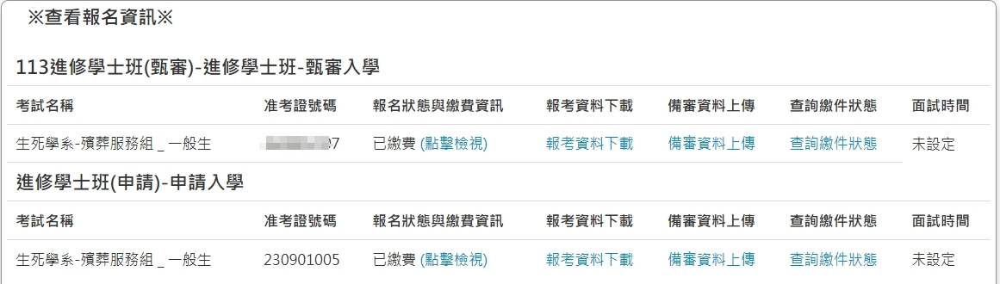 ※查看報名資訊※
113進修學士班(甄審)-進修學士班-甄審入學
考試名稱 准考證號碼 報名狀態與繳費資訊 報考資料下載 備審資料上傳 查詢繳件狀態 面試時間
生死學系-殯葬服務組 _ 一般生 7 已繳費 (點擊檢視) 報考資料下載 備審資料上傳 查詢繳件狀態 未設定
進修學士班(申請)-申請入學
考試名稱 准考證號碼 報名狀態與繳費資訊 報考資料下載 備審資料上傳 查詢繳件狀態 面試時間
生死學系-殯葬服務組 _ 一般生 230901005 已繳費 (點擊檢視) 報考資料下載 備審資料上傳 查詢繳件狀態 未設定